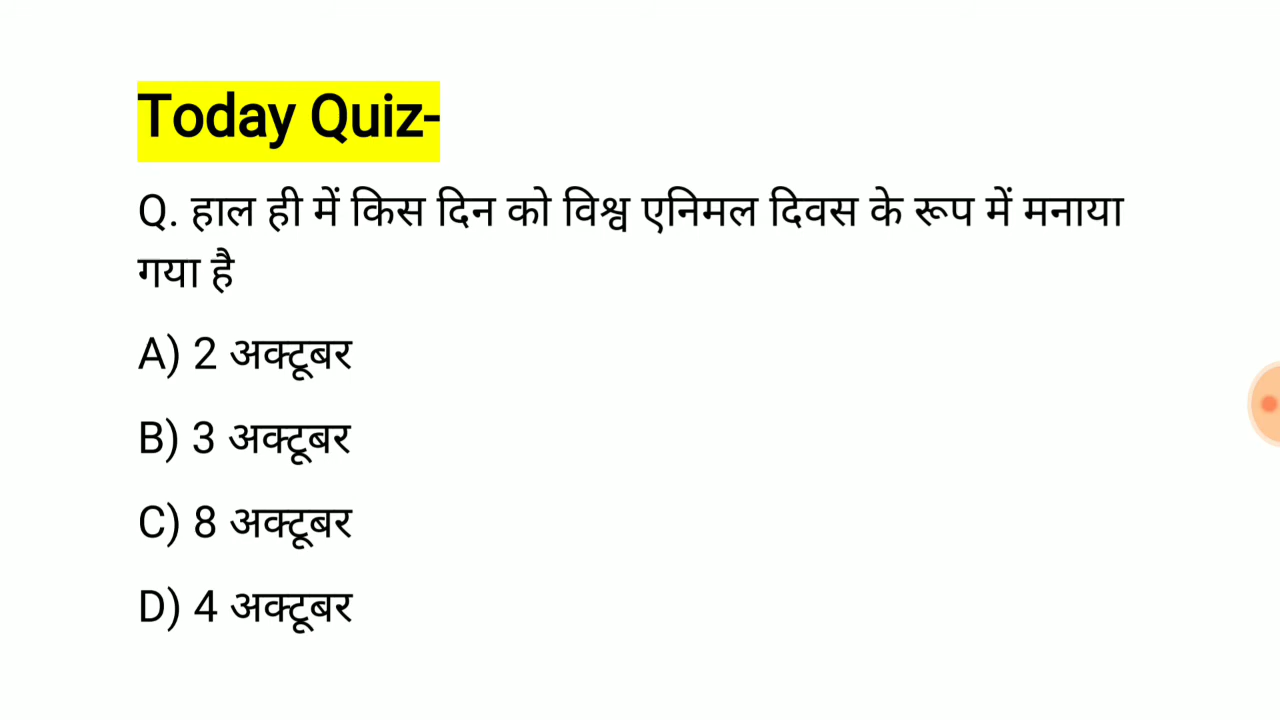 Today Quiz-
Q. हाल ही में किस दिन को विश्व एनिमल दिवस के रूप में मनाया
गया है
A) 2 अक्टूबर
B) 3 अक्टूबर
C) 8 अक्टूबर
D) 4 अक्टूबर